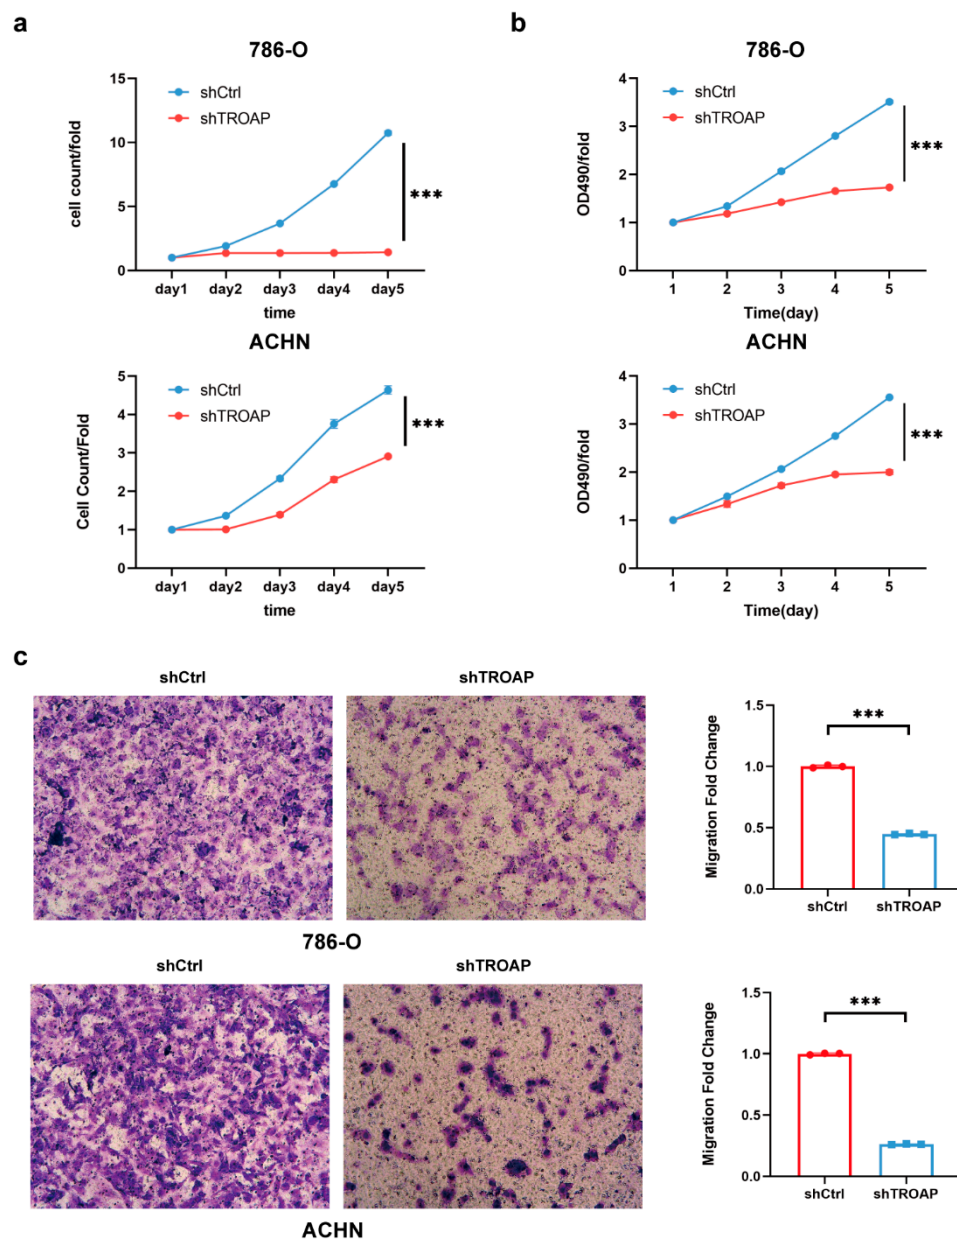 a
786-O
15
10
5
0
cell count/fold
shCtrl
shTROAP
***
day1 day2 day3 day4 day5
time
ACHN
5
4
3
2
1
0
Cell Count/Fold
shCtrl
shTROAP
***
day1 day2 day3 day4 day5
time
b
786-O
4
3
2
1
0
OD490/fold
shCtrl
shTROAP
***
1 2 3 4 5
Time(day)
ACHN
4
3
2
1
0
OD490/fold
shCtrl
shTROAP
***
1 2 3 4 5
Time(day)
c
shCtrl shTROAP
786-O
1.5
1.0
0.5
0.0
Migration Fold Change
***
shCtrl shTROAP
shCtrl shTROAP
ACHN
1.5
1.0
0.5
0.0
Migration Fold Change
***
shCtrl shTROAP